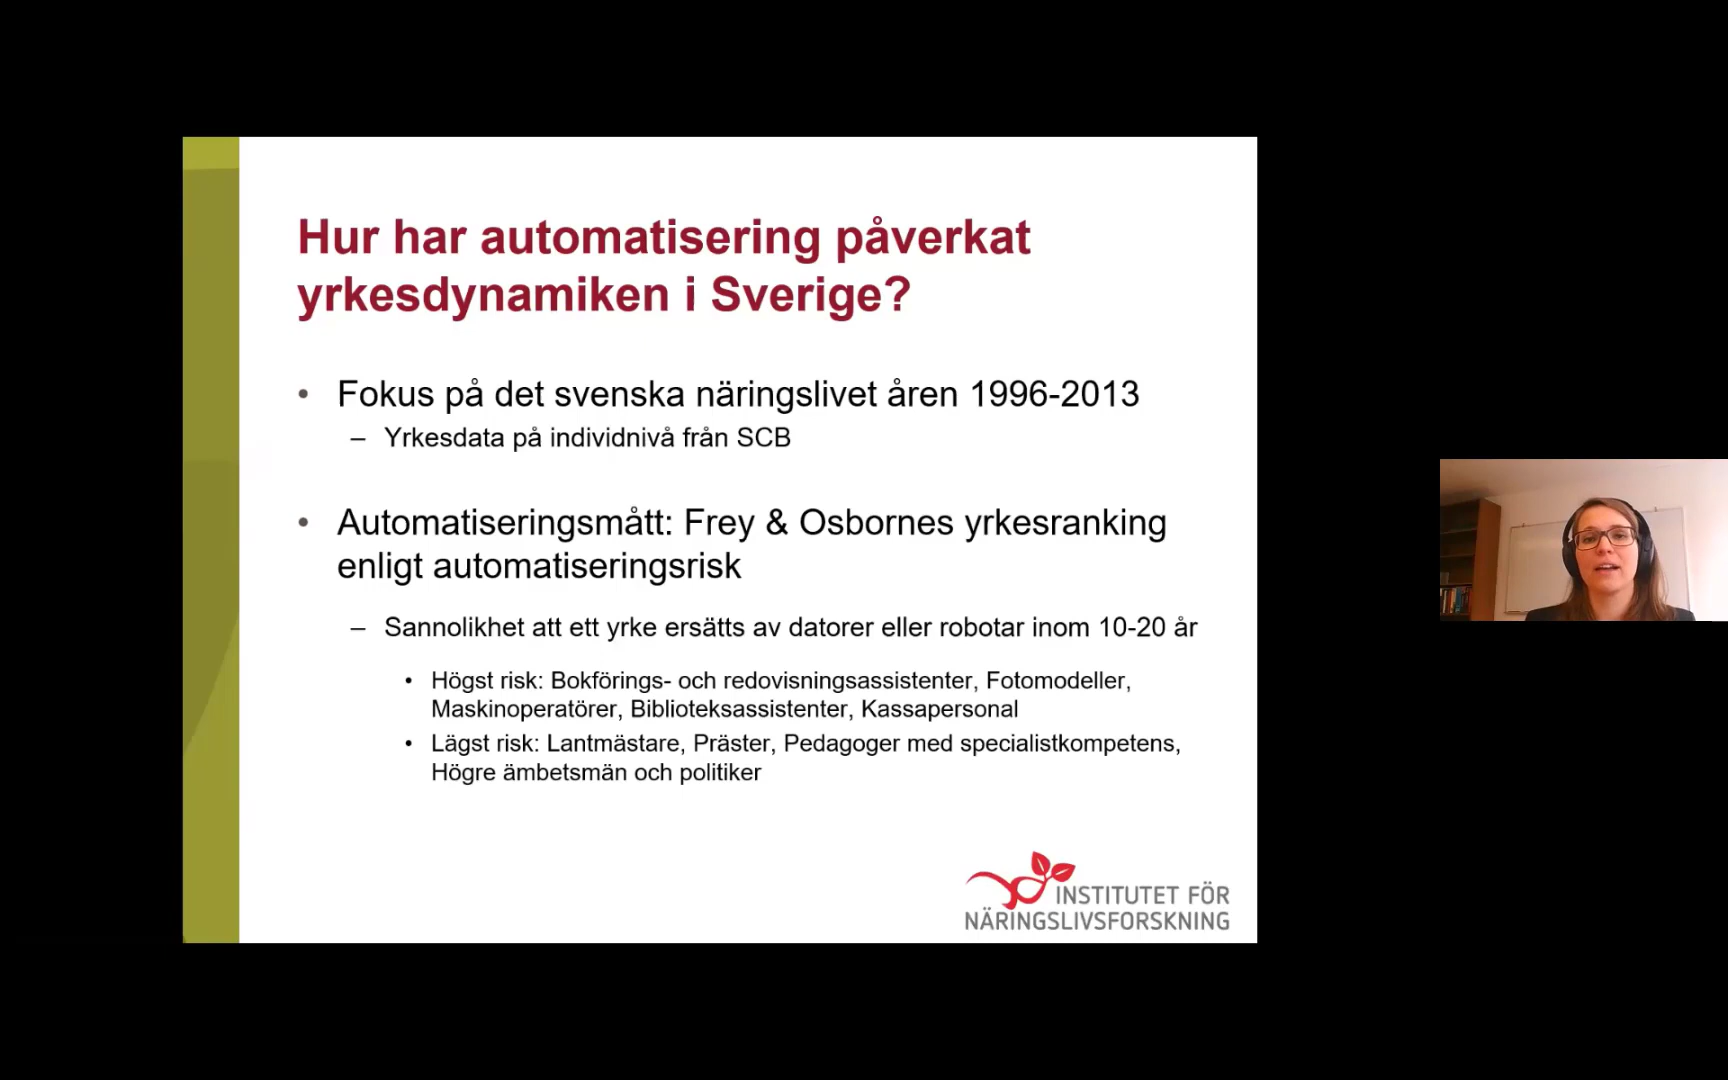 Hur har automatisering påverkat
yrkesdynamiken i Sverige?
• Fokus på det svenska näringslivet åren 1996-2013
– Yrkesdata på individnivå från SCB
• Automatiseringsmått: Frey & Osbornes yrkesranking
enligt automatiseringsrisk
– Sannolikhet att ett yrke ersätts av datorer eller robotar inom 10-20 år
• Högst risk: Bokförings- och redovisningsassistenter, Fotomodeller,
Maskinoperatörer, Biblioteksassistenter, Kassapersonal
• Lägst risk: Lantmästare, Präster, Pedagoger med specialistkompetens,
Högre ämbetsmän och politiker
INSTITUTET FÖR
NÄRINGSLIVSFORSKNING